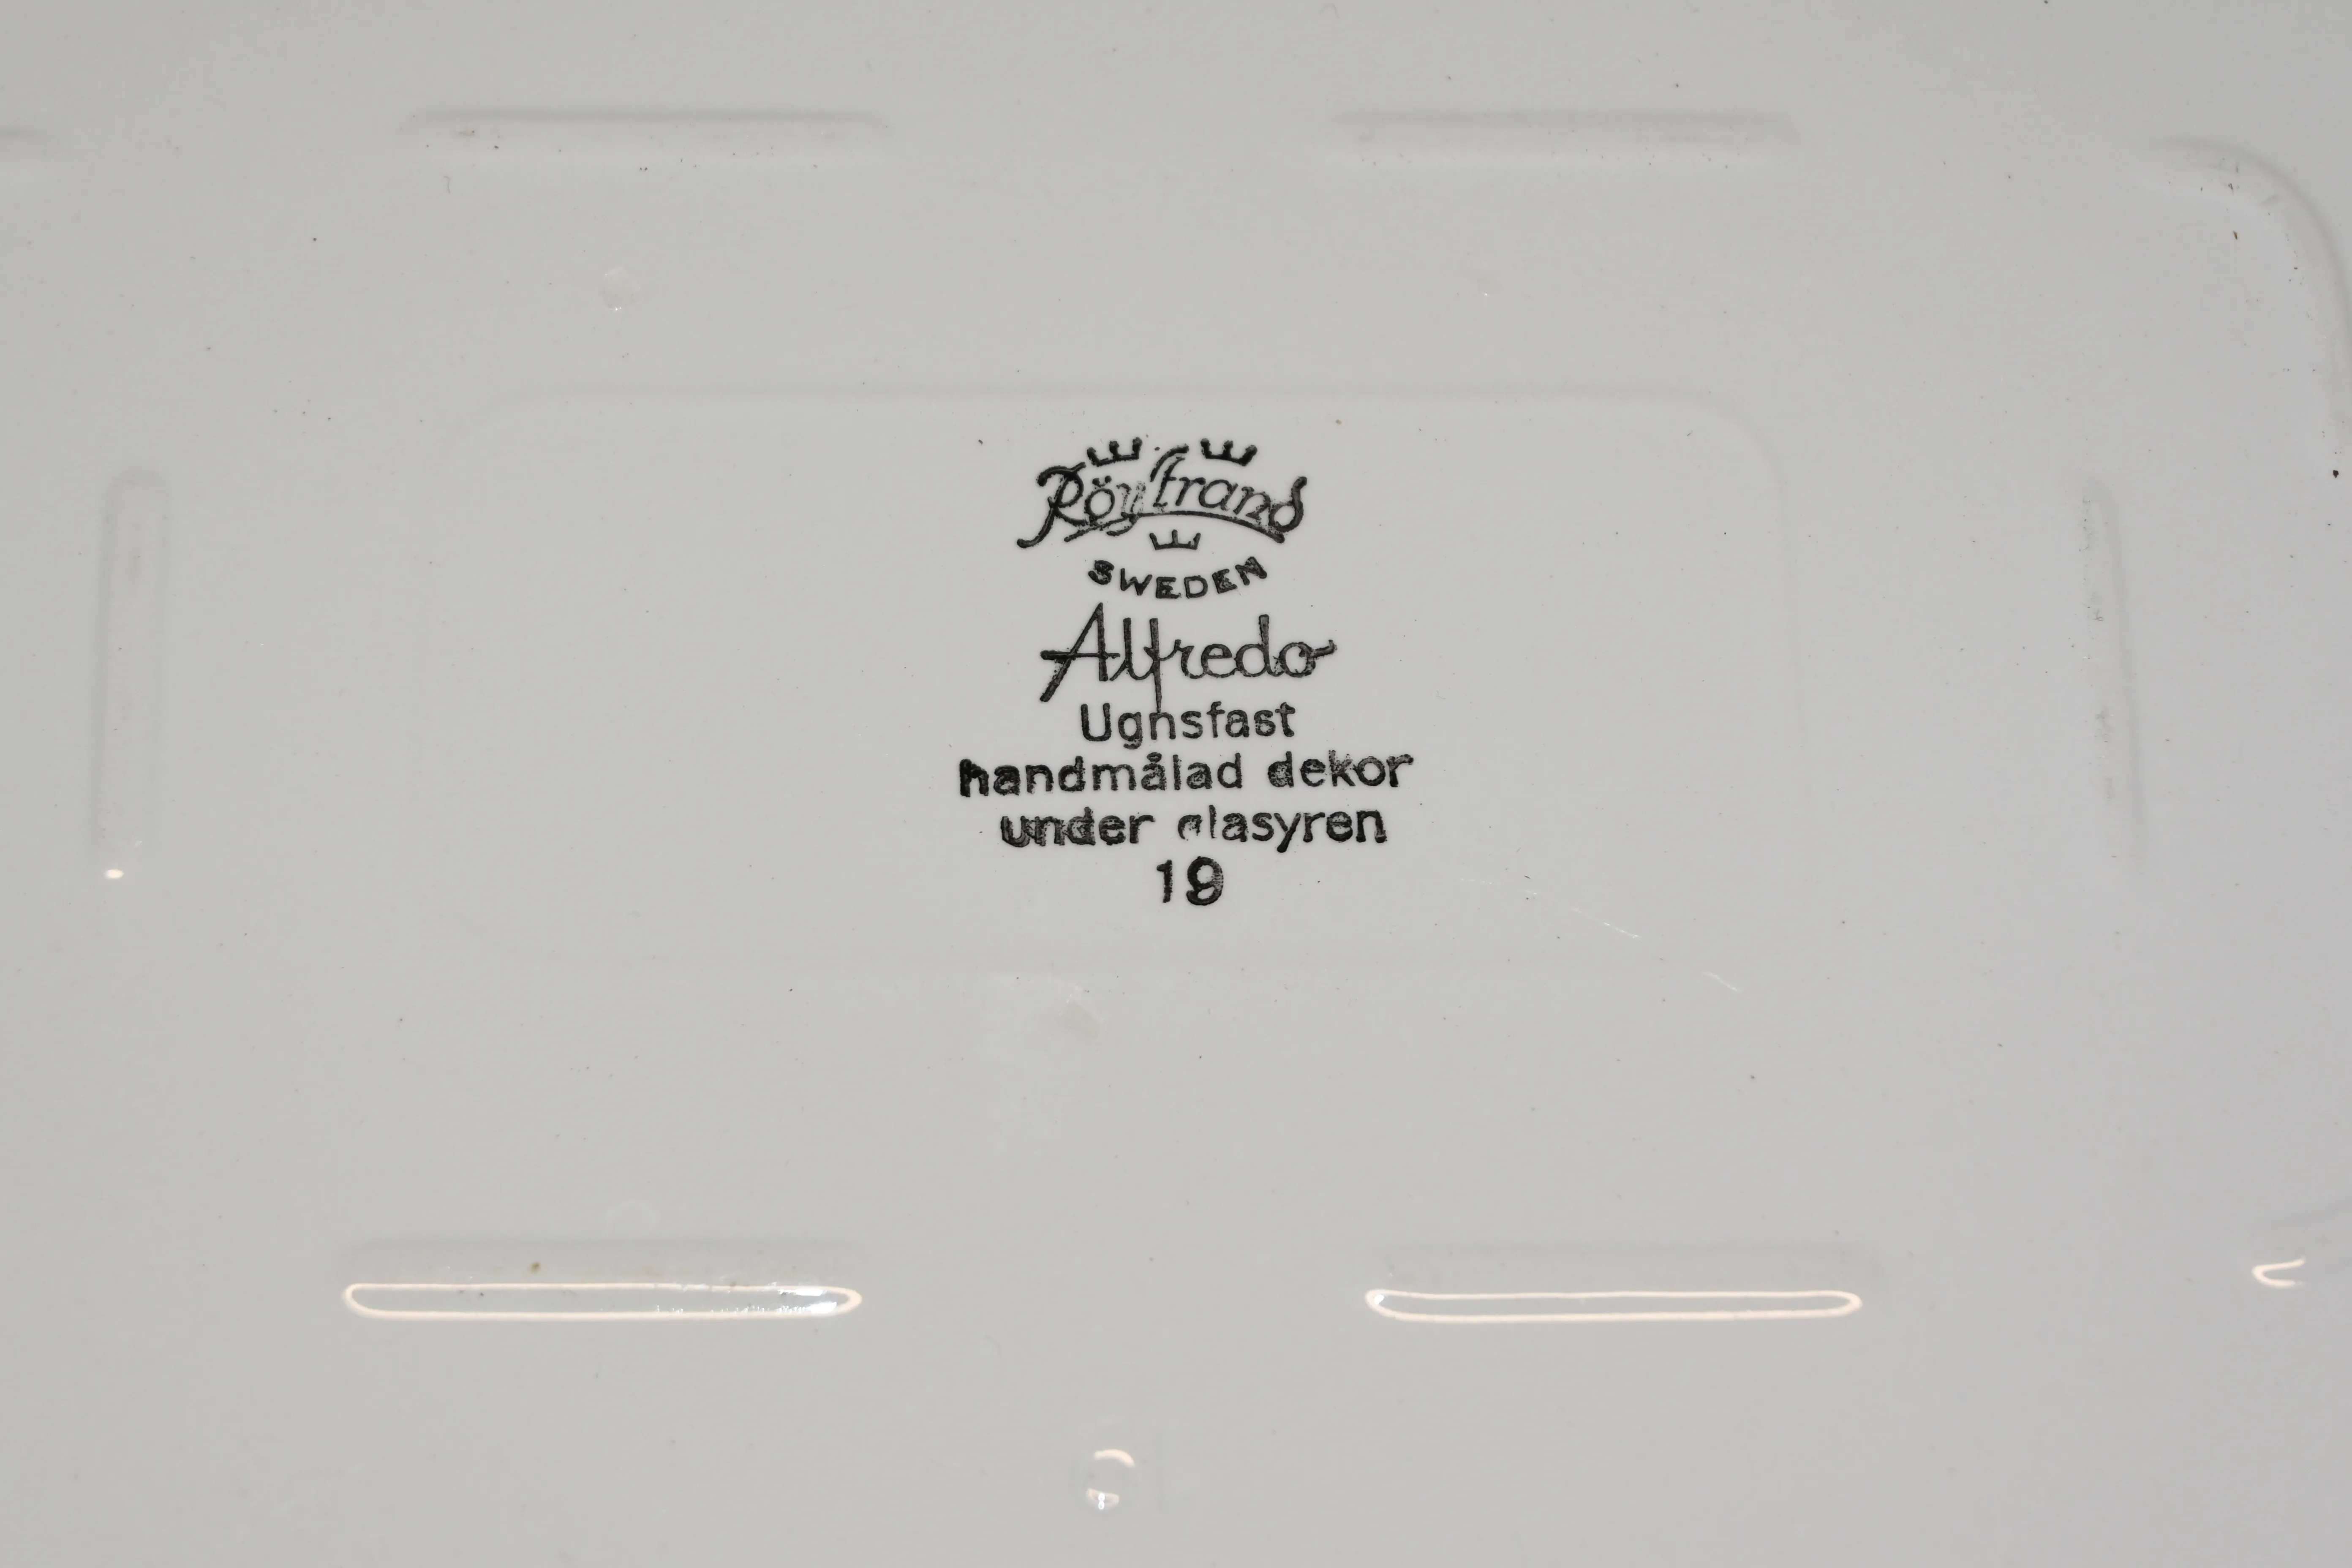 Rörstrand
SWEDEN
Alfredo
Ugnsfast
handmålad dekor
under glasyren
19